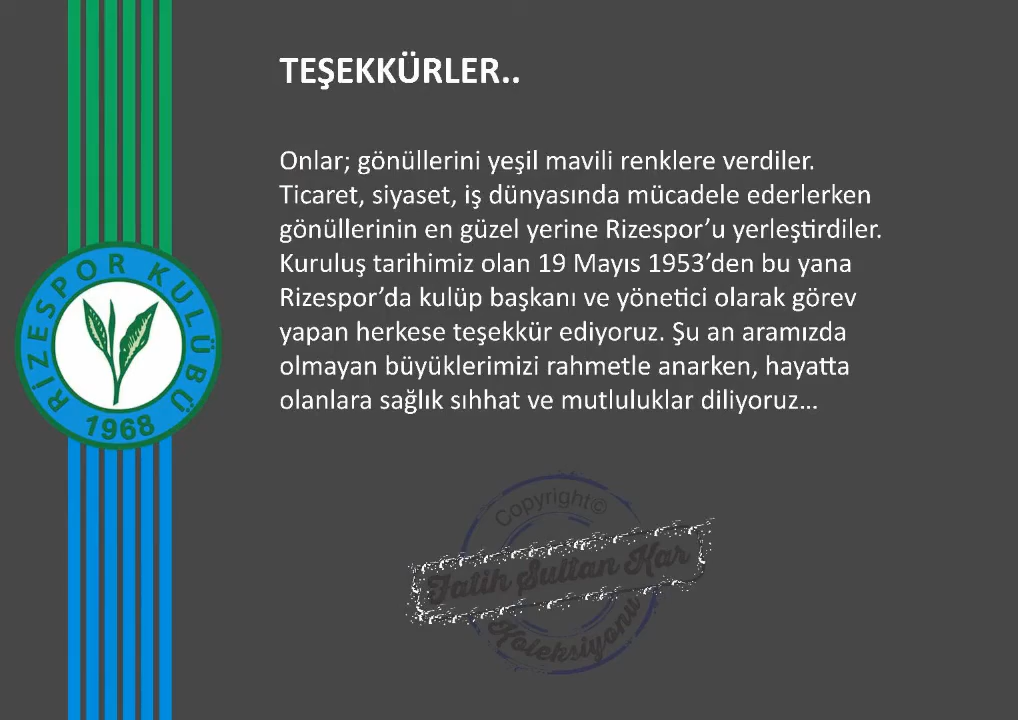 TEŞEKKÜRLER..
Onlar; gönüllerini yeşil mavili renklere verdiler.
Ticaret, siyaset, iş dünyasında mücadele ederlerken
gönüllerinin en güzel yerine Rizespor’u yerleştirdiler.
Kuruluş tarihimiz olan 19 Mayıs 1953’den bu yana
Rizespor’da kulüp başkanı ve yönetici olarak görev
yapan herkese teşekkür ediyoruz. Şu an aramızda
olmayan büyüklerimizi rahmetle anarken, hayatta
olanlara sağlık sıhhat ve mutluluklar diliyoruz...
RİZESPOR KULÜBÜ
1968
Copyright©
Fatih Sultan Kar
Koleksiyonu